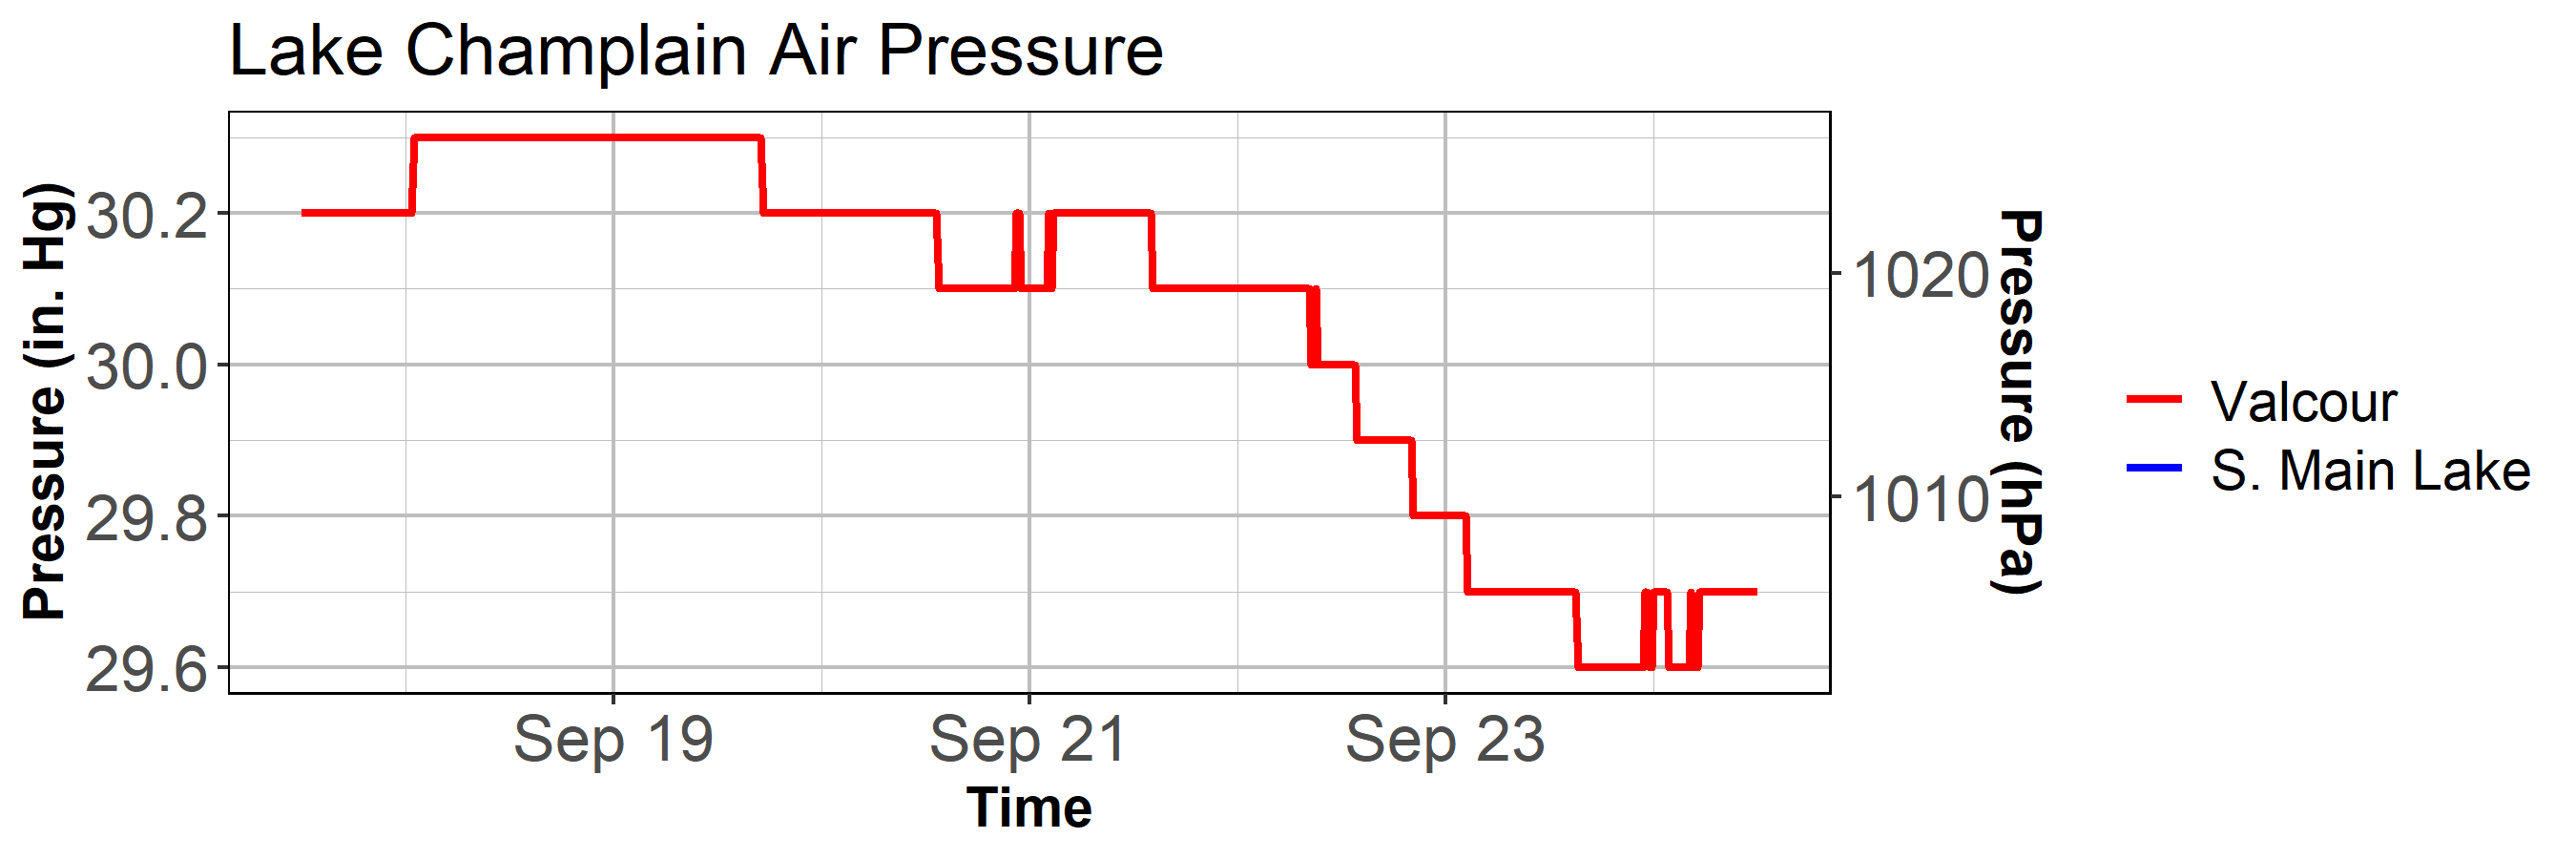 Lake Champlain Air Pressure
Pressure (in. Hg)
30.2
30.0
29.8
29.6
Sep 19
Sep 21
Sep 23
Time
1020
1010
Pressure (hPa)
Valcour
S. Main Lake